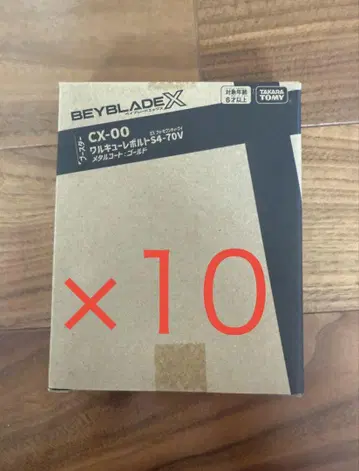 BEYBLADE X
ベイブレードエックス
対象年齢
6才以上
TAKARA
TOMY
ブースター
CX-00
ワルキューレボルトS4-70V
メタルコート:ゴールド
×10